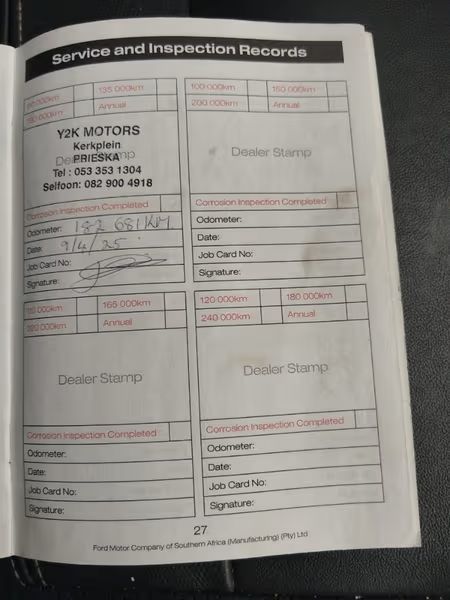 Service and Inspection Records
135 000km
Annual
Y2K MOTORS
Kerkplein
PRIESKA
Tel : 053 353 1304
Selfoon: 082 900 4918
Corrosion Inspection Completed
Odometer: 182 681KM
Date: 9/4/25
Job Card No:
Signature:
100 000km
160 000km
200 000km
Annual
Dealer Stamp
Corrosion Inspection Completed
Odometer:
Date:
Job Card No:
Signature:
165 000km
Annual
Dealer Stamp
Corrosion Inspection Completed
Odometer:
Date:
Job Card No:
Signature:
120 000km
180 000km
240 000km
Annual
Dealer Stamp
Corrosion Inspection Completed
Odometer:
Date:
Job Card No:
Signature:
27
Ford Motor Company of Southern Africa (Manufacturing) (Pty) Ltd